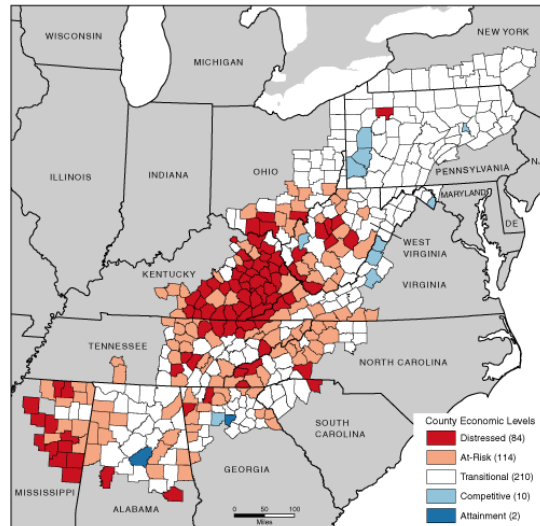 WISCONSIN
MICHIGAN
NEW YORK
ILLINOIS
INDIANA
OHIO
PENNSYLVANIA
N.
MARYLAND
DE
WEST
VIRGINIA
VIRGINIA
KENTUCKY
TENNESSEE
NORTH CAROLINA
SOUTH
CAROLINA
GEORGIA
MISSISSIPPI
ALABAMA
0 50 100
Miles
County Economic Levels
Distressed (84)
At-Risk (114)
Transitional (210)
Competitive (10)
Attainment (2)